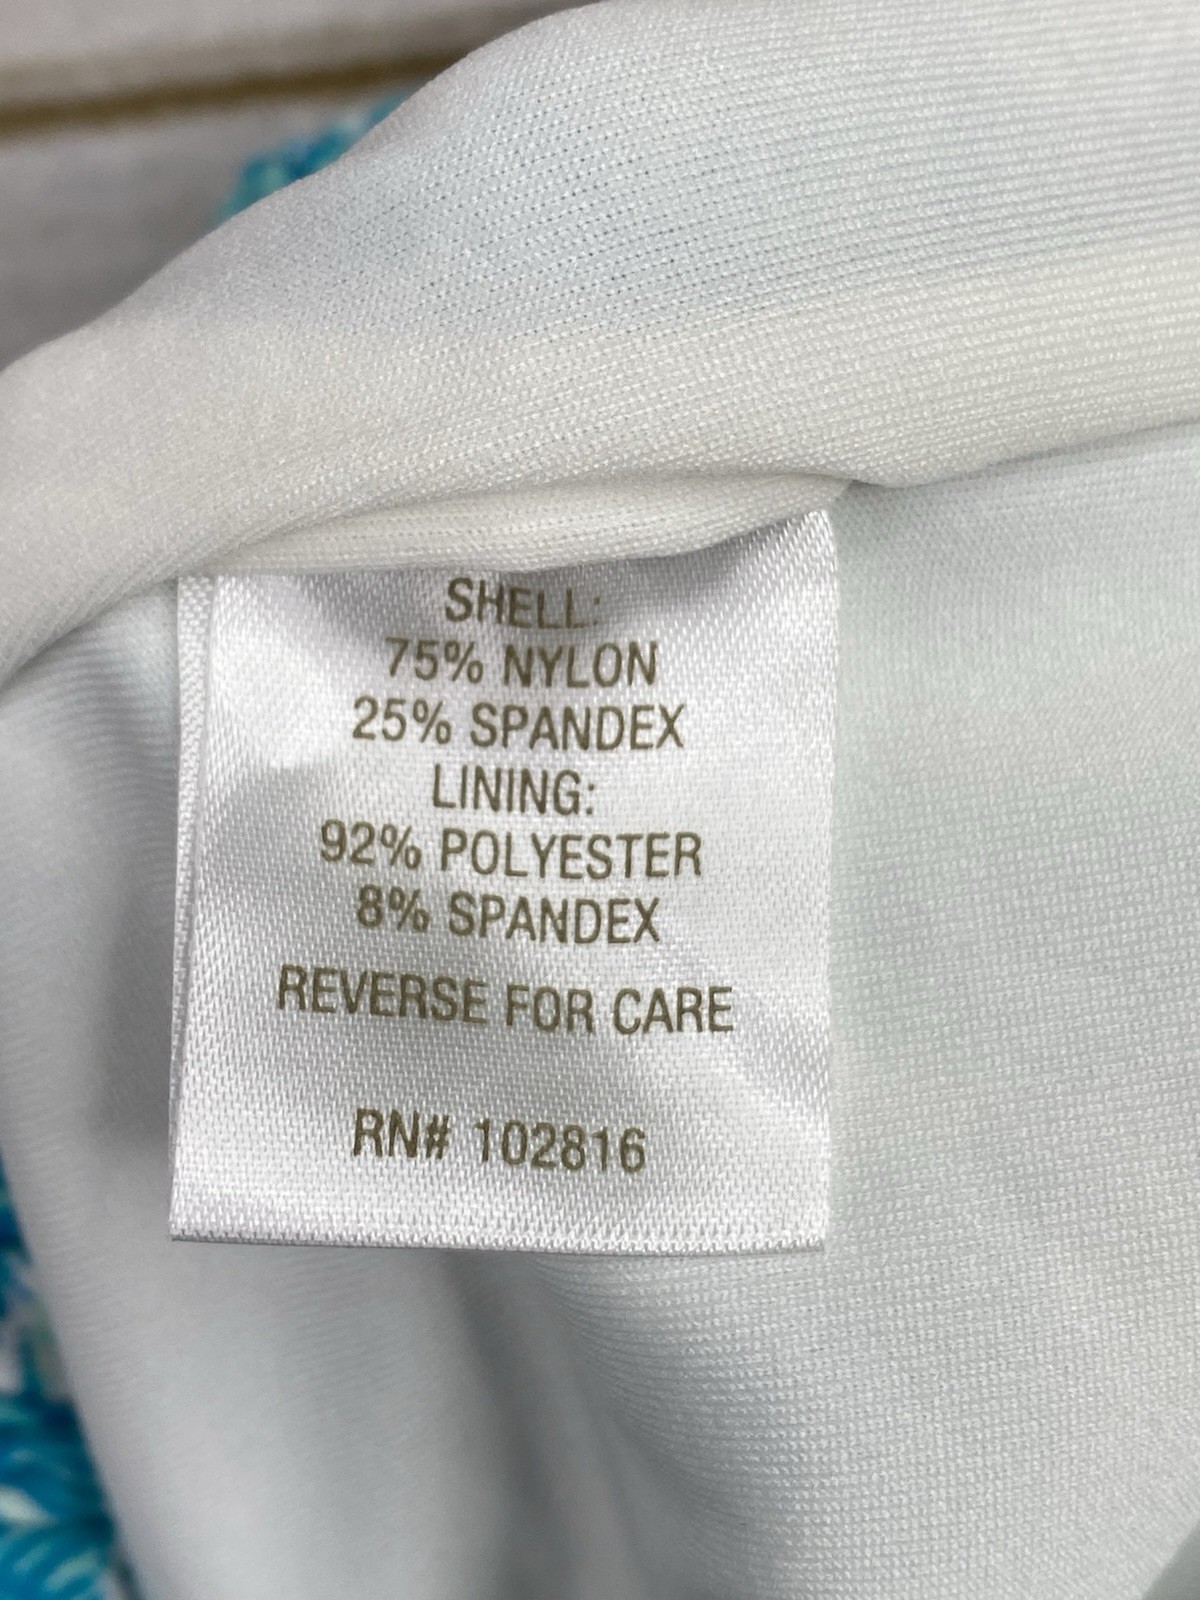 SHELL:
75% NYLON
25% SPANDEX
LINING:
92% POLYESTER
8% SPANDEX
REVERSE FOR CARE
RN# 102816